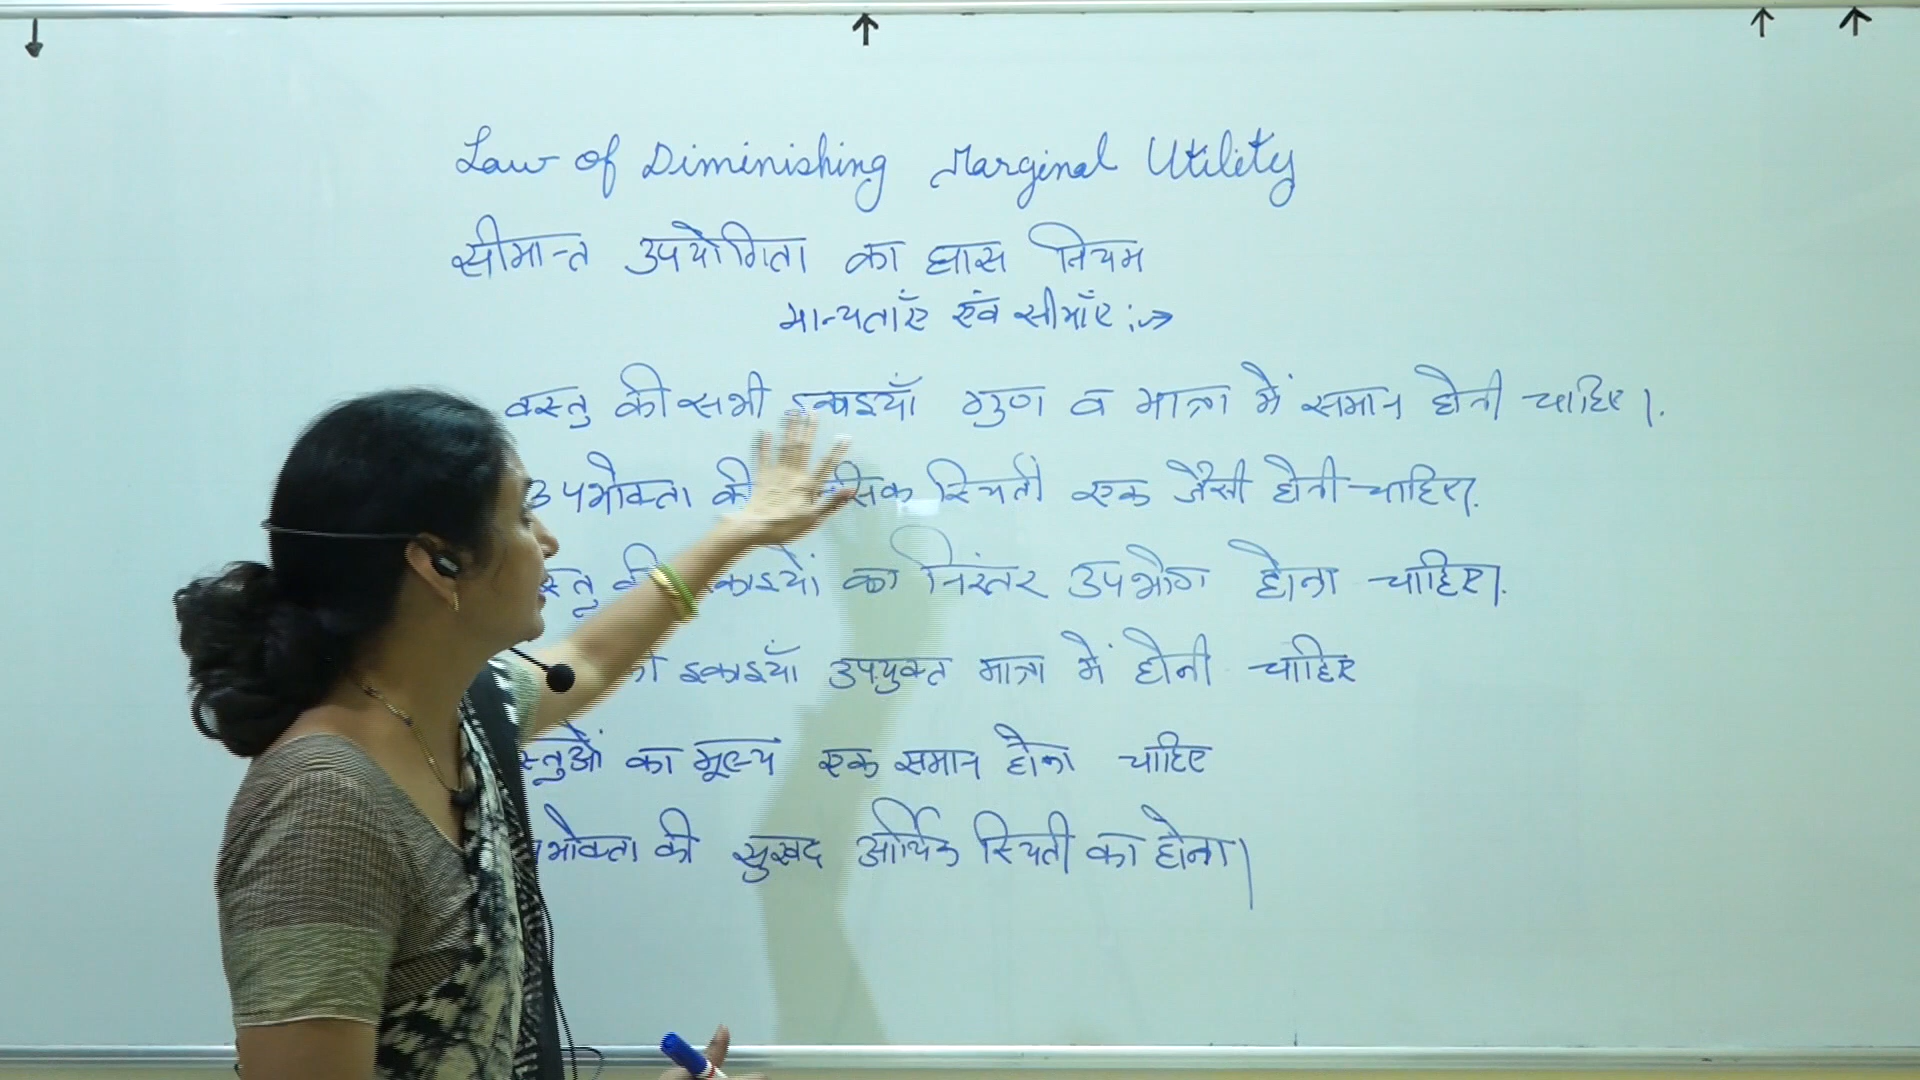 Law of Diminishing Marginal Utility
सीमान्त उपयोगिता का ह्रास नियम
मान्यताएँ एवं सीमाँए :→
वस्तु की सभी इकाइयाँ गुण व मात्रा में समान होनी चाहिए।
उपभोक्ता की स्थिती एक जैसी होनी चाहिए।
का निरंतर उपभोग होना चाहिए।
इकाइयाँ उपयुक्त मात्रा में होनी चाहिए
का मूल्य एक समान होना चाहिए
की सुखद आर्थिक स्थिती का होना।